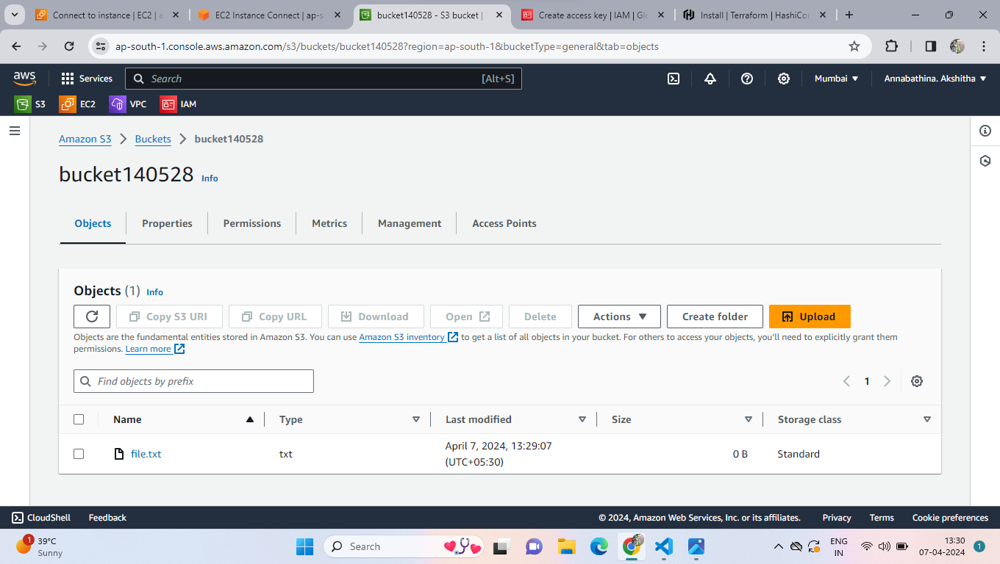 Connect to instance | EC2 | a
EC2 Instance Connect | ap-s
bucket140528 - S3 bucket |
Create access key | IAM | Glo
Install | Terraform | HashiCor
ap-south-1.console.aws.amazon.com/s3/buckets/bucket140528?region=ap-south-1&bucketType=general&tab=objects
aws Services Search [Alt+S] Mumbai Annabathina. Akshitha
S3 EC2 VPC IAM
Amazon S3 Buckets bucket140528
bucket140528 Info
Objects Properties Permissions Metrics Management Access Points
Objects (1) Info
Copy S3 URI Copy URL Download Open Delete Actions Create folder Upload
Objects are the fundamental entities stored in Amazon S3. You can use Amazon S3 inventory to get a list of all objects in your bucket. For others to access your objects, you'll need to explicitly grant them
permissions. Learn more
Find objects by prefix 1
Name Type Last modified Size Storage class
file.txt txt April 7, 2024, 13:29:07 (UTC+05:30) 0 B Standard
CloudShell Feedback © 2024, Amazon Web Services, Inc. or its affiliates. Privacy Terms Cookie preferences
1 39°C
Sunny
Search
ENG
IN
13:30
07-04-2024
1